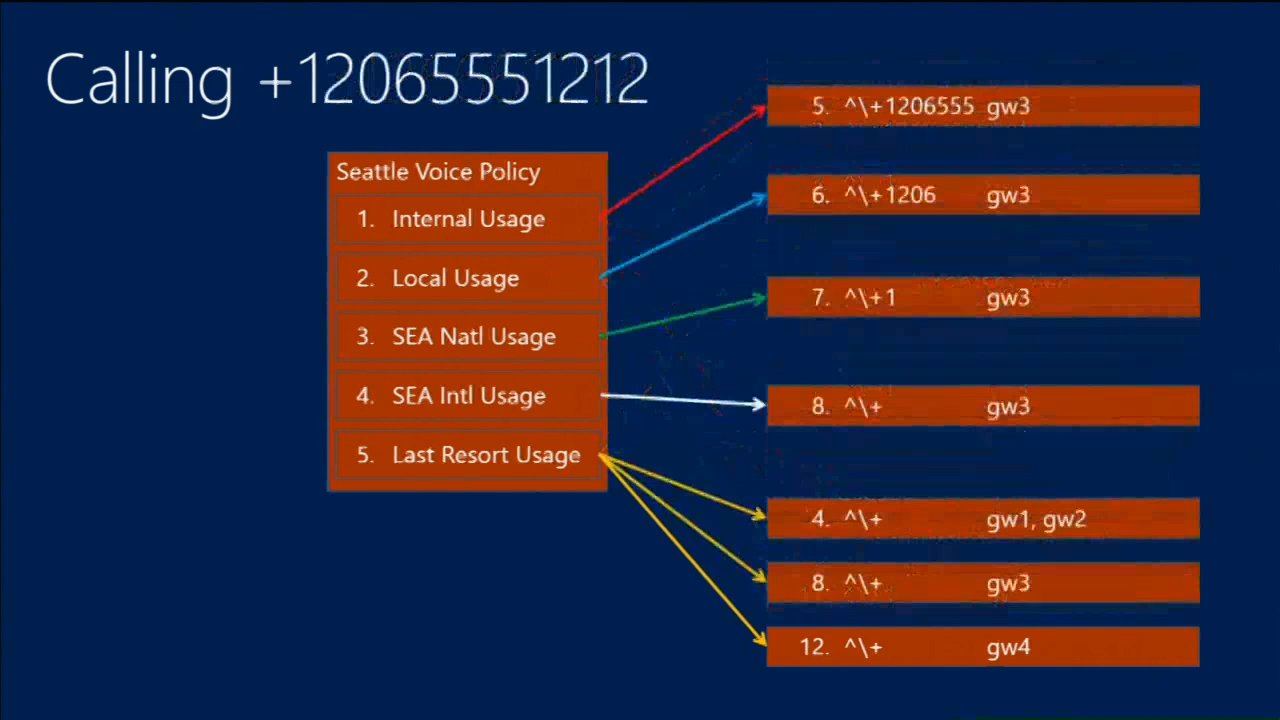 Calling +12065551212
Seattle Voice Policy
1. Internal Usage
2. Local Usage
3. SEA Natl Usage
4. SEA Intl Usage
5. Last Resort Usage
5. ^\+1206555 gw3
6. ^\+1206 gw3
7. ^\+1 gw3
8. ^\+ gw3
4. ^\+ gw1, gw2
8. ^\+ gw3
12. ^\+ gw4